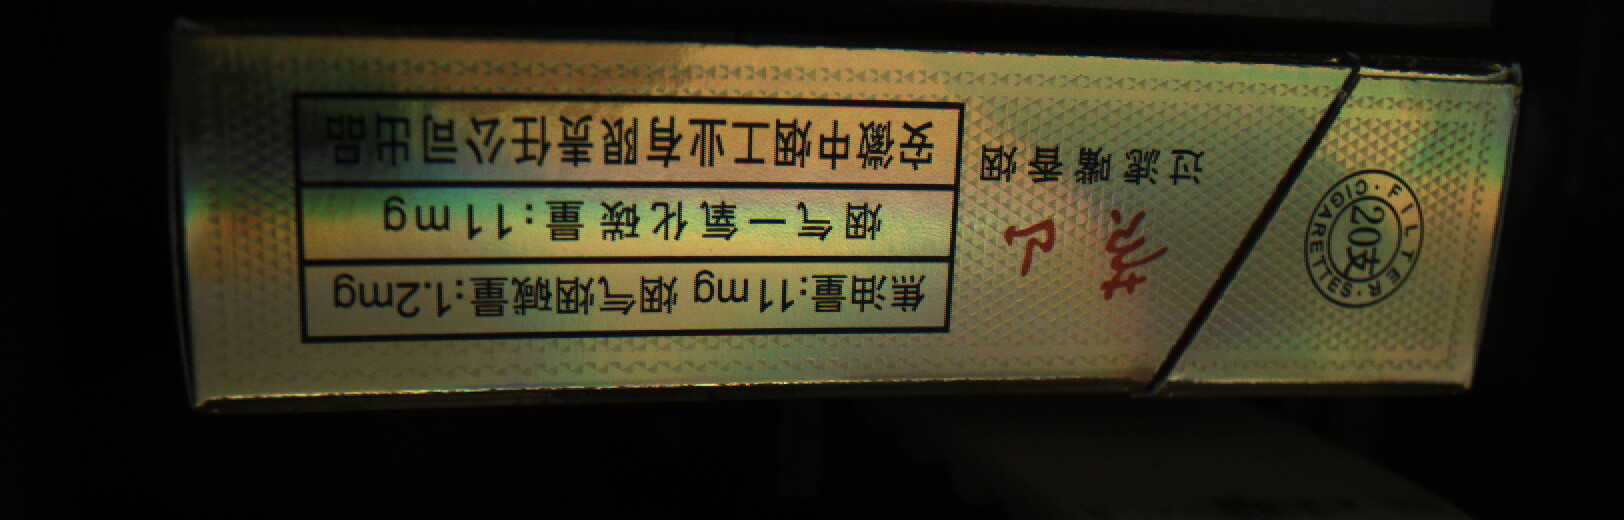 FILTER · CIGARETTES ·
20支
过滤嘴香烟
焦油量:11mg 烟气烟碱量:1.2mg
烟气一氧化碳量:11mg
安徽中烟工业有限责任公司出品